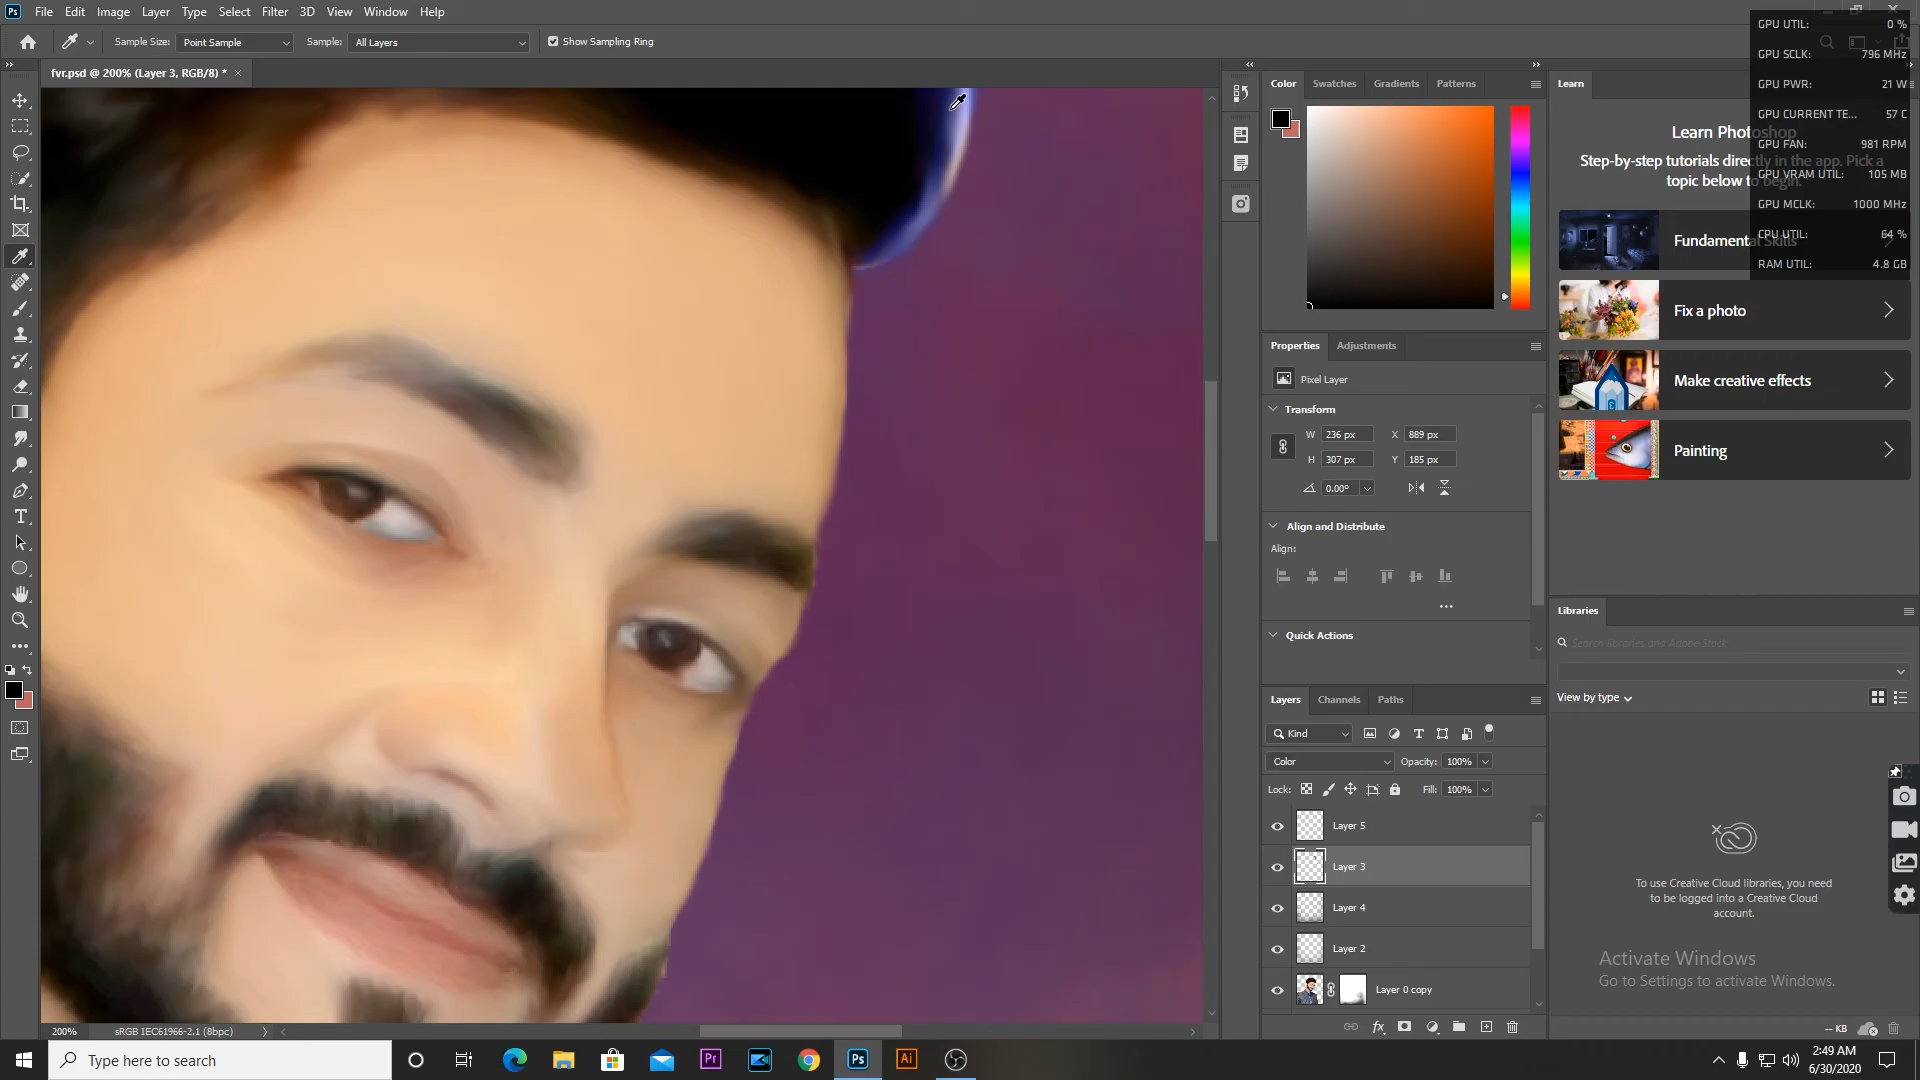 Ps File Edit Image Layer Type Select Filter 3D View Window Help
Sample Size: Point Sample Sample: All Layers Show Sampling Ring
fvr.psd @ 200% (Layer 3, RGB/8) * ×
Color Swatches Gradients Patterns
Properties Adjustments
Pixel Layer
Transform
W 236 px X 889 px
H 307 px Y 185 px
0.00°
Align and Distribute
Align:
Quick Actions
Layers Channels Paths
Kind
Color Opacity: 100%
Lock: Fill: 100%
Layer 5
Layer 3
Layer 4
Layer 2
Layer 0 copy
fx
Learn
Learn Photoshop
Step-by-step tutorials directly in the app. Pick a
topic below to begin.
Fundamental Skills
Fix a photo
Make creative effects
Painting
GPU UTIL: 0 %
GPU SCLK: 796 MHz
GPU PWR: 21 W
GPU CURRENT TE... 57 C
GPU FAN: 981 RPM
GPU VRAM UTIL: 105 MB
GPU MCLK: 1000 MHz
CPU UTIL: 64 %
RAM UTIL: 4.8 GB
Libraries
Search libraries and Adobe Stock
View by type
To use Creative Cloud libraries, you need
to be logged into a Creative Cloud
account.
Activate Windows
Go to Settings to activate Windows.
-- KB
200% sRGB IEC61966-2.1 (8bpc)
Type here to search
Pr Ps Ai
2:49 AM
6/30/2020